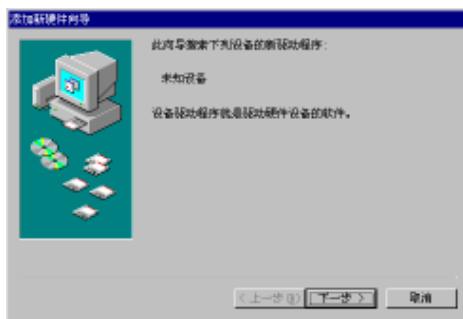 添加新硬件向导
此向导搜索下列设备的新驱动程序:
未知设备
设备驱动程序就是驱动硬件设备的软件。
< 上一步(B)
下一步 >
取消